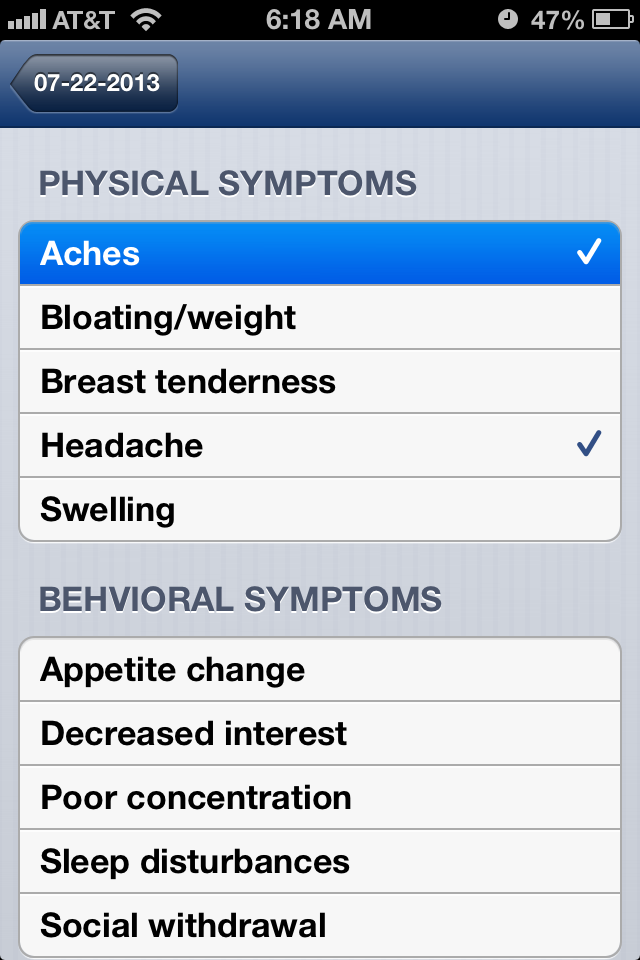 AT&T 6:18 AM 47%
07-22-2013
PHYSICAL SYMPTOMS
Aches
Bloating/weight
Breast tenderness
Headache
Swelling
BEHVIORAL SYMPTOMS
Appetite change
Decreased interest
Poor concentration
Sleep disturbances
Social withdrawal